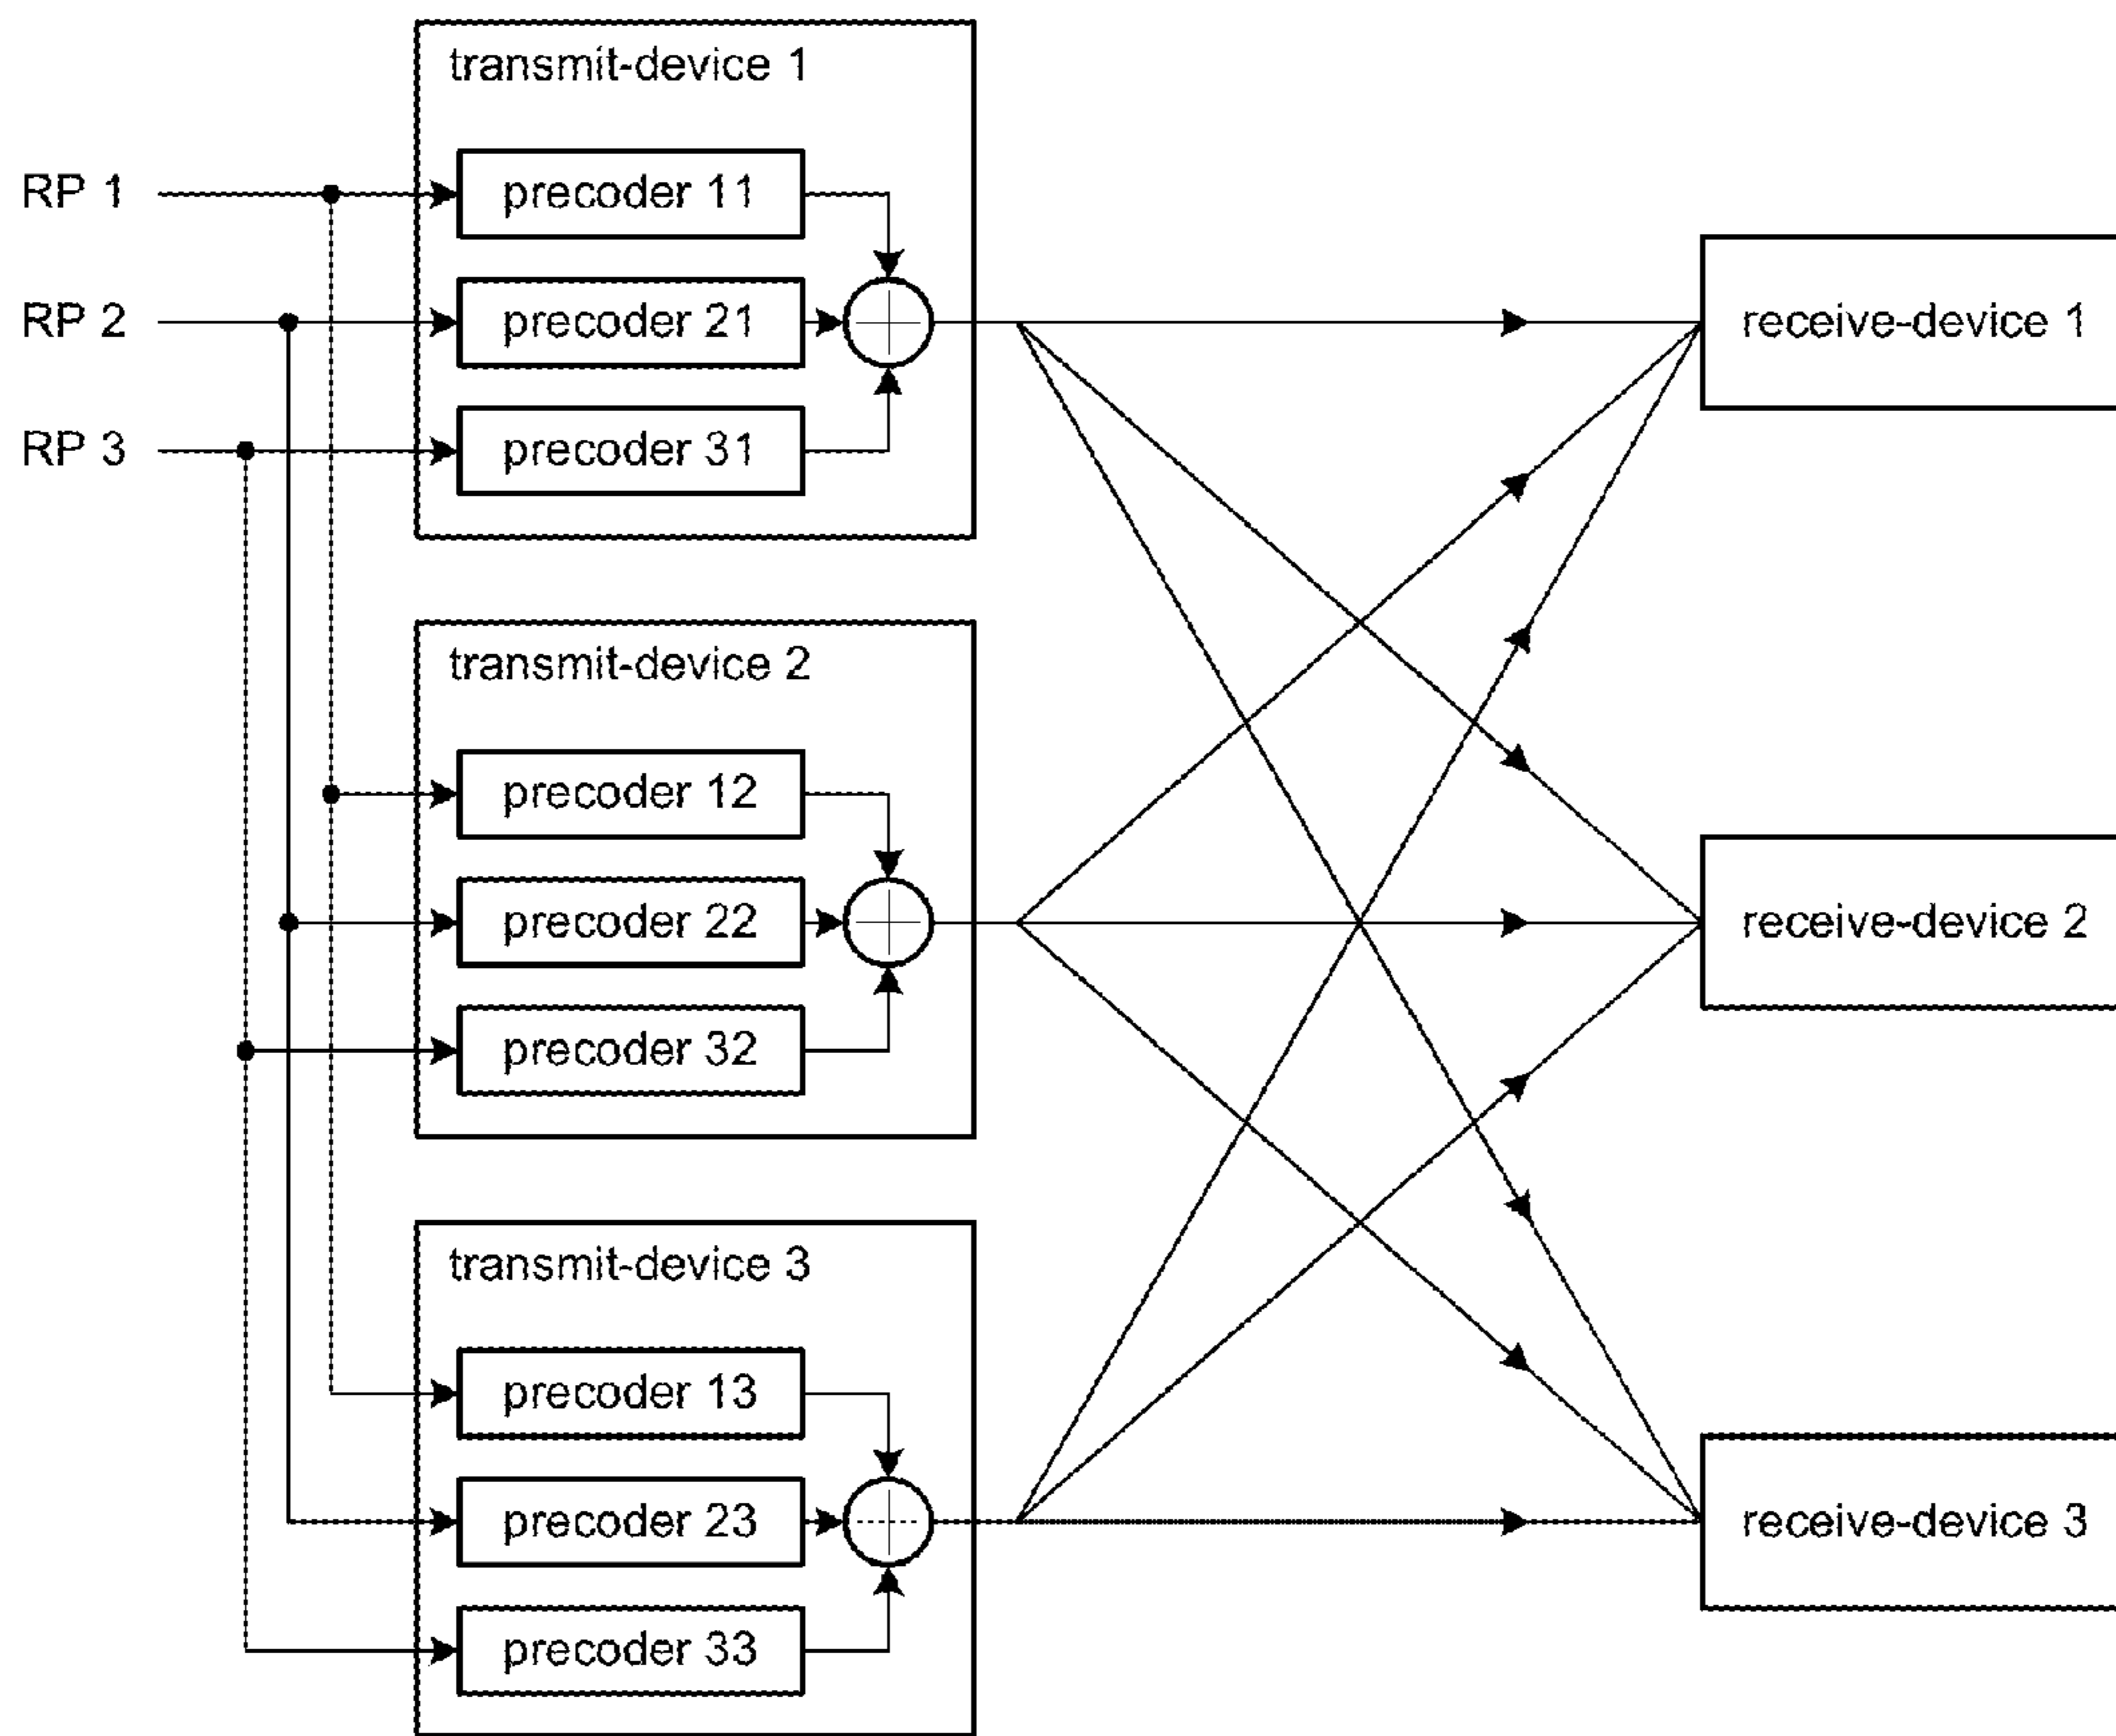 transmit-device 1
RP 1
precoder 11
RP 2
precoder 21
receive-device 1
RP 3
precoder 31
transmit-device 2
precoder 12
precoder 22
receive-device 2
precoder 32
transmit-device 3
precoder 13
precoder 23
receive-device 3
precoder 33